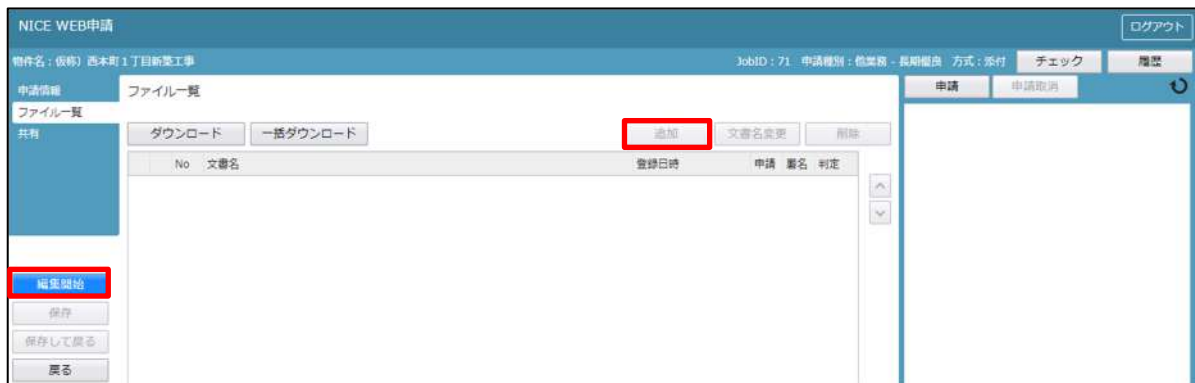 NICE WEB申請
ログアウト
物件名：仮称）西本町1丁目新築工事
JobID：71 申請種別：他業務 - 長期優良 方式：添付
チェック
履歴
申請情報
ファイル一覧
共有
ファイル一覧
申請
申請取消
ダウンロード
一括ダウンロード
追加
文書名変更
削除
No 文書名 登録日時 申請 署名 判定
編集開始
保存
保存して戻る
戻る